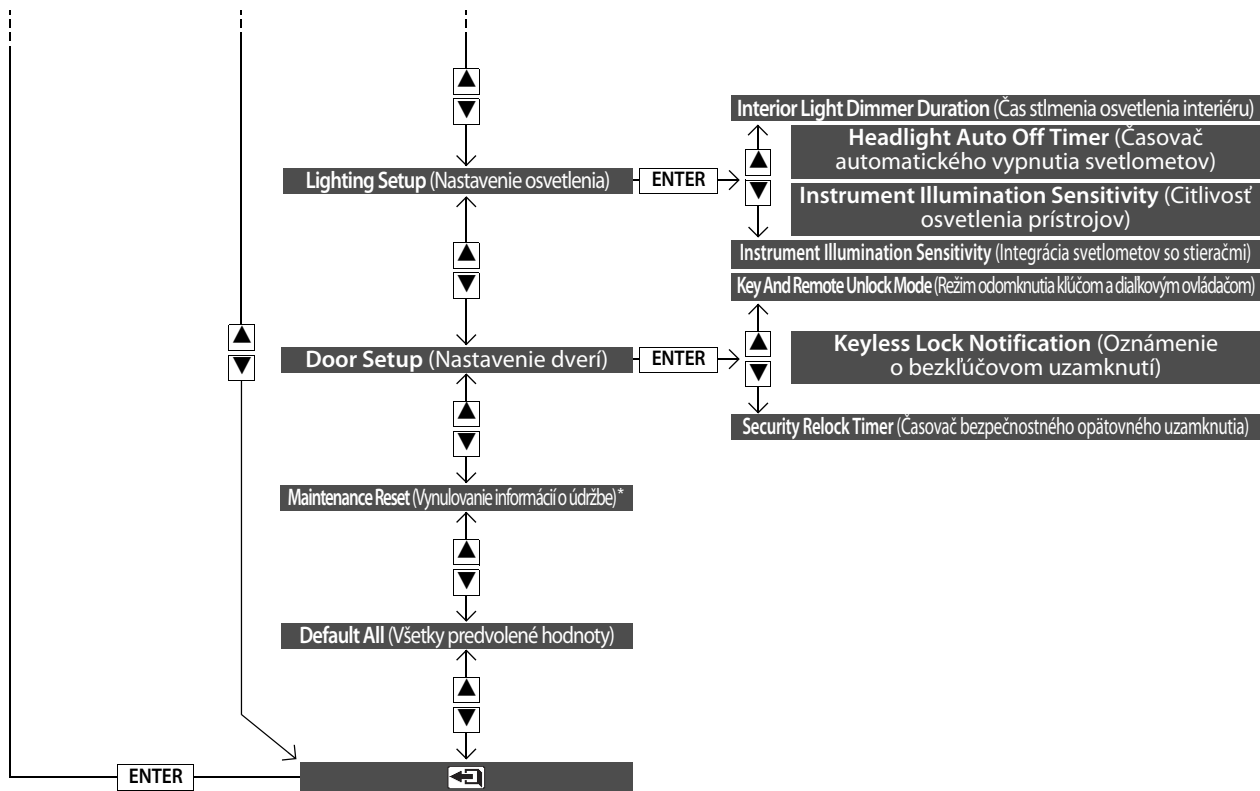 Interior Light Dimmer Duration (Čas stlmenia osvetlenia interiéru)
Headlight Auto Off Timer (Časovač
automatického vypnutia svetlometov)
Lighting Setup (Nastavenie osvetlenia)
ENTER
Instrument Illumination Sensitivity (Citlivosť
osvetlenia prístrojov)
Instrument Illumination Sensitivity (Integrácia svetlometov so stieračmi)
Key And Remote Unlock Mode (Režim odomknutia kľúčom a diaľkovým ovládačom)
Door Setup (Nastavenie dverí)
ENTER
Keyless Lock Notification (Oznámenie
o bezkľúčovom uzamknutí)
Security Relock Timer (Časovač bezpečnostného opätovného uzamknutia)
Maintenance Reset (Vynulovanie informácií o údržbe)*
Default All (Všetky predvolené hodnoty)
ENTER